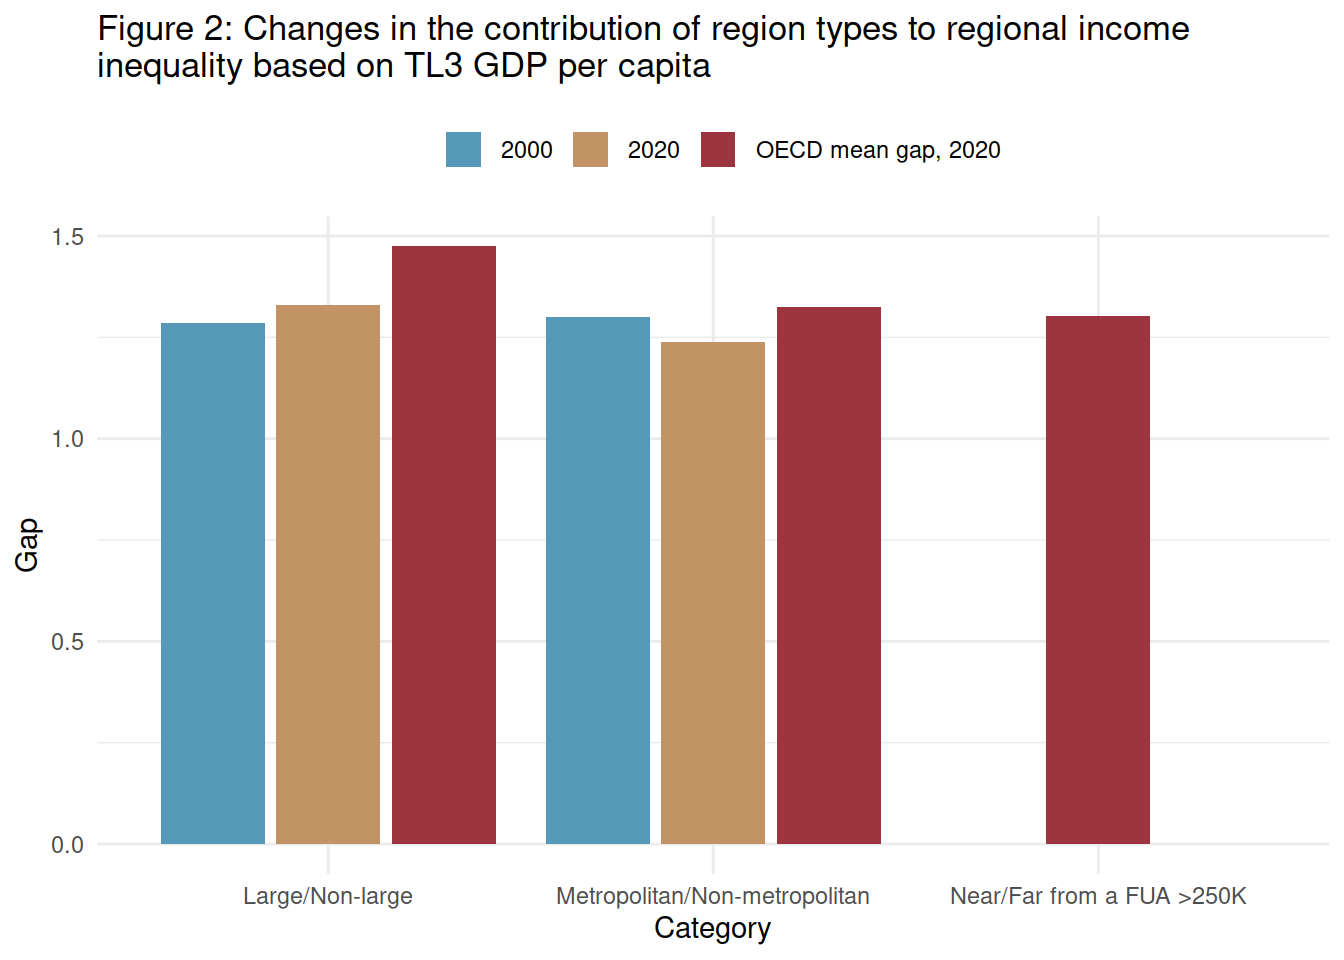 Figure 2: Changes in the contribution of region types to regional income
inequality based on TL3 GDP per capita
2000 2020 OECD mean gap, 2020
1.5
1.0
0.5
0.0
Gap
Large/Non-large Metropolitan/Non-metropolitan Near/Far from a FUA >250K
Category